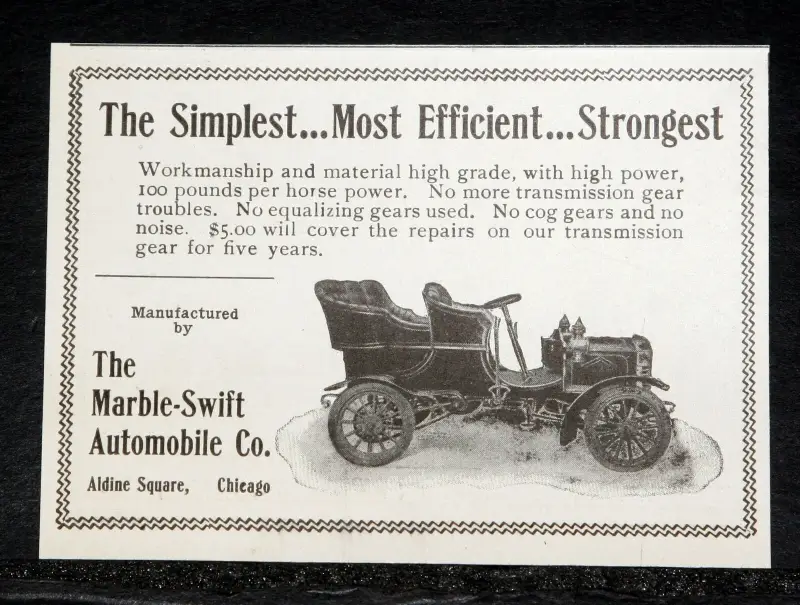 The Simplest...Most Efficient...Strongest
Workmanship and material high grade, with high power,
100 pounds per horse power. No more transmission gear
troubles. No equalizing gears used. No cog gears and no
noise. $5.00 will cover the repairs on our transmission
gear for five years.
Manufactured
by
The
Marble-Swift
Automobile Co.
Aldine Square, Chicago